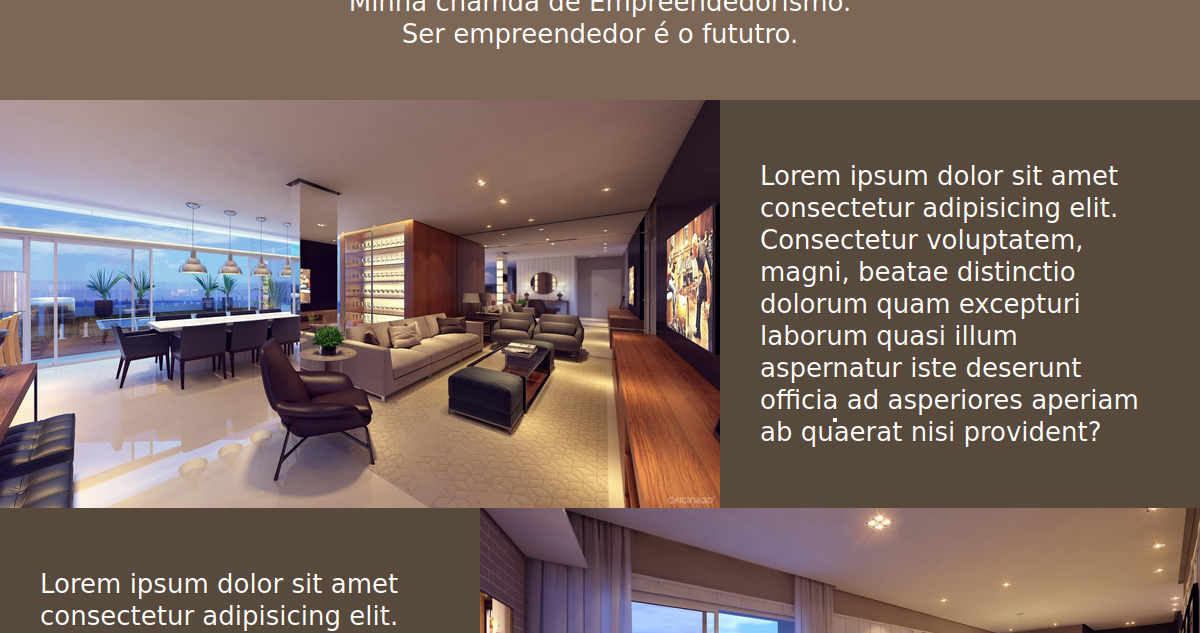 Minha chamda de Empreendedorismo.
Ser empreendedor é o fututro.
Lorem ipsum dolor sit amet
consectetur adipisicing elit.
Consectetur voluptatem,
magni, beatae distinctio
dolorum quam excepturi
laborum quasi illum
aspernatur iste deserunt
officia ad asperiores aperiam
ab quaerat nisi provident?
Lorem ipsum dolor sit amet
consectetur adipisicing elit.